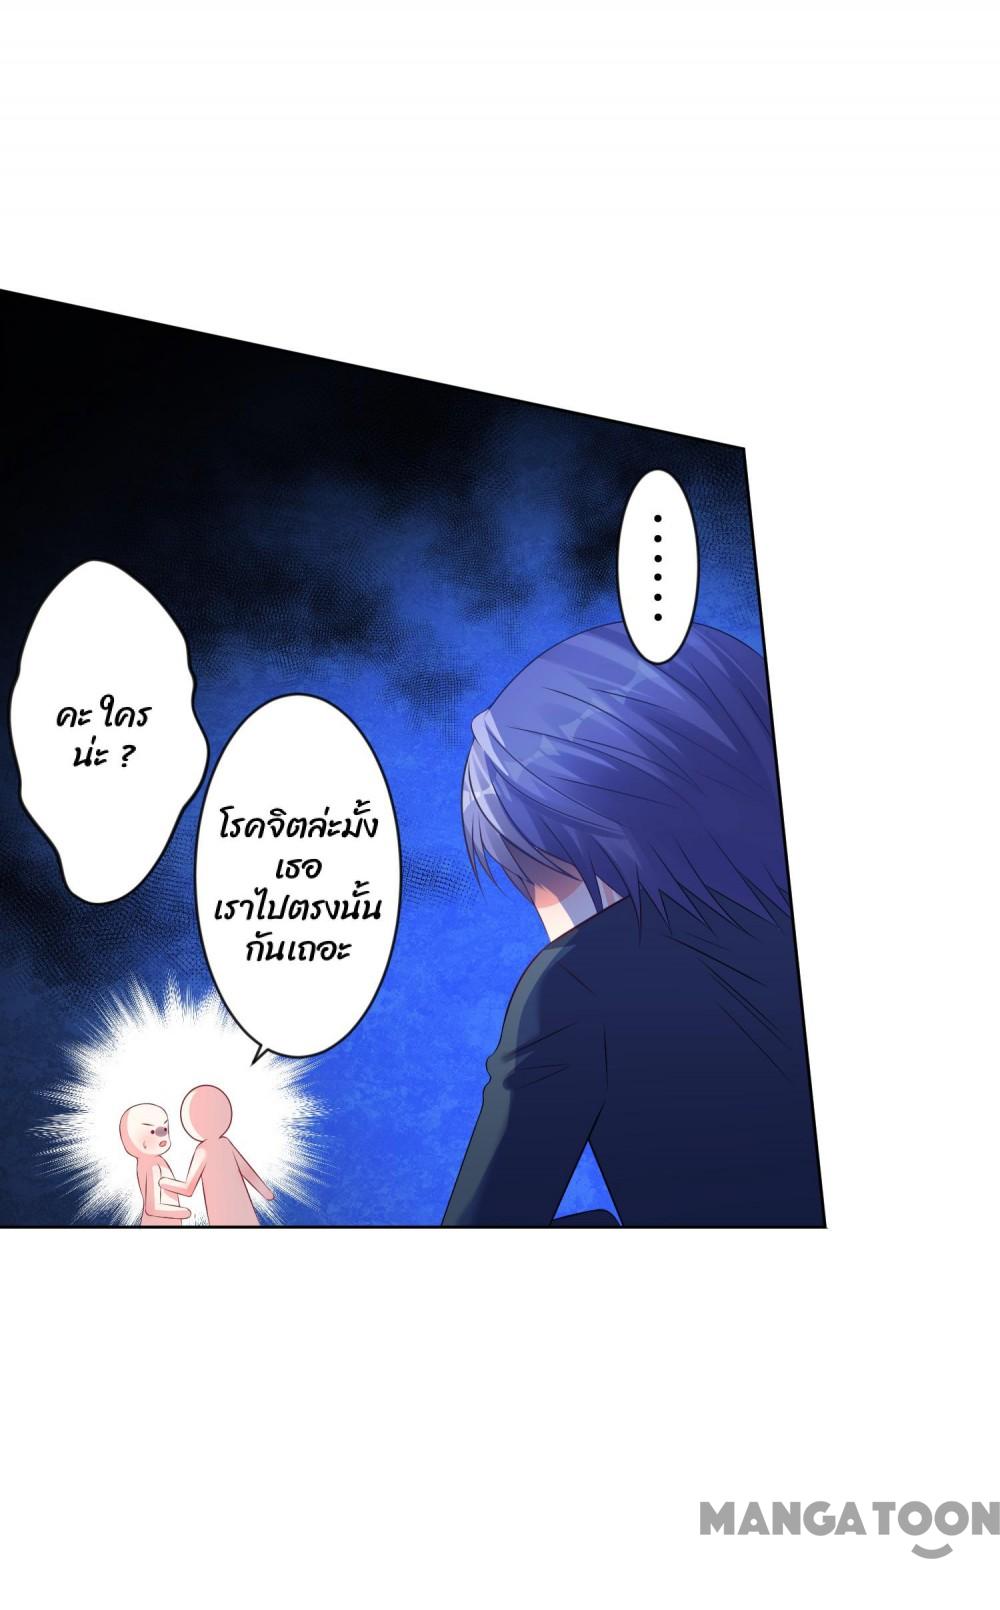 คะ ใคร
น่ะ ?
โรคจิตล่ะมั้ง
เธอ
เราไปตรงนั้น
กันเถอะ
......
MANGATOON